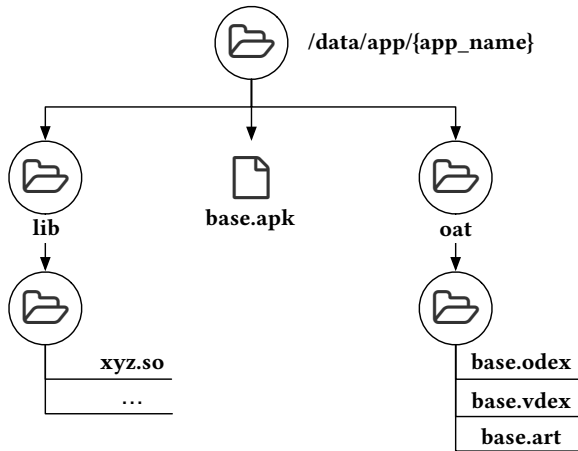 /data/app/{app_name}
base.apk
lib
oat
xyz.so
...
base.odex
base.vdex
base.art